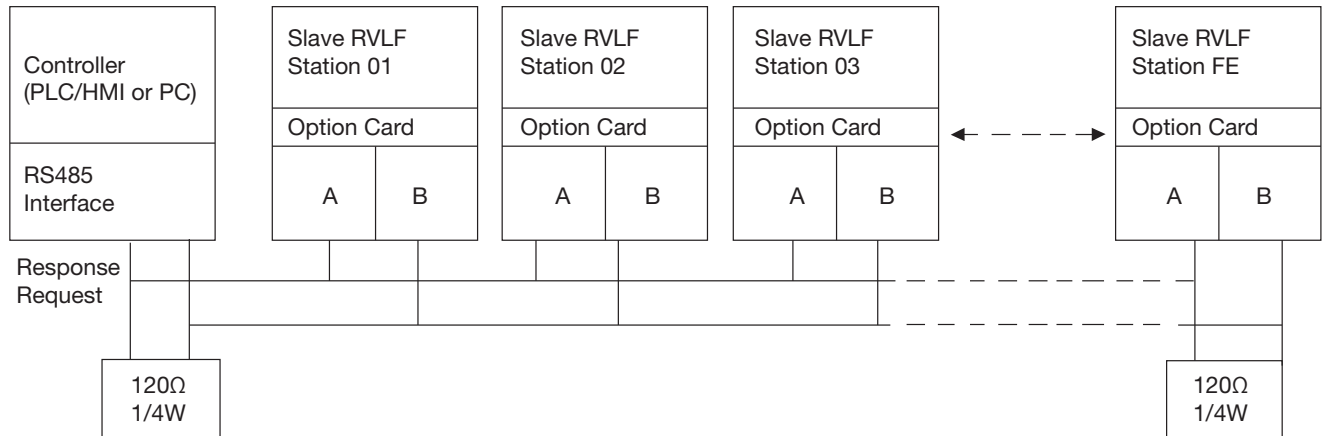 Controller
(PLC/HMI or PC)
RS485
Interface
Slave RVLF
Station 01
Option Card
A
B
Slave RVLF
Station 02
Option Card
A
B
Slave RVLF
Station 03
Option Card
A
B
Slave RVLF
Station FE
Option Card
A
B
Response
Request
120Ω
1/4W
120Ω
1/4W